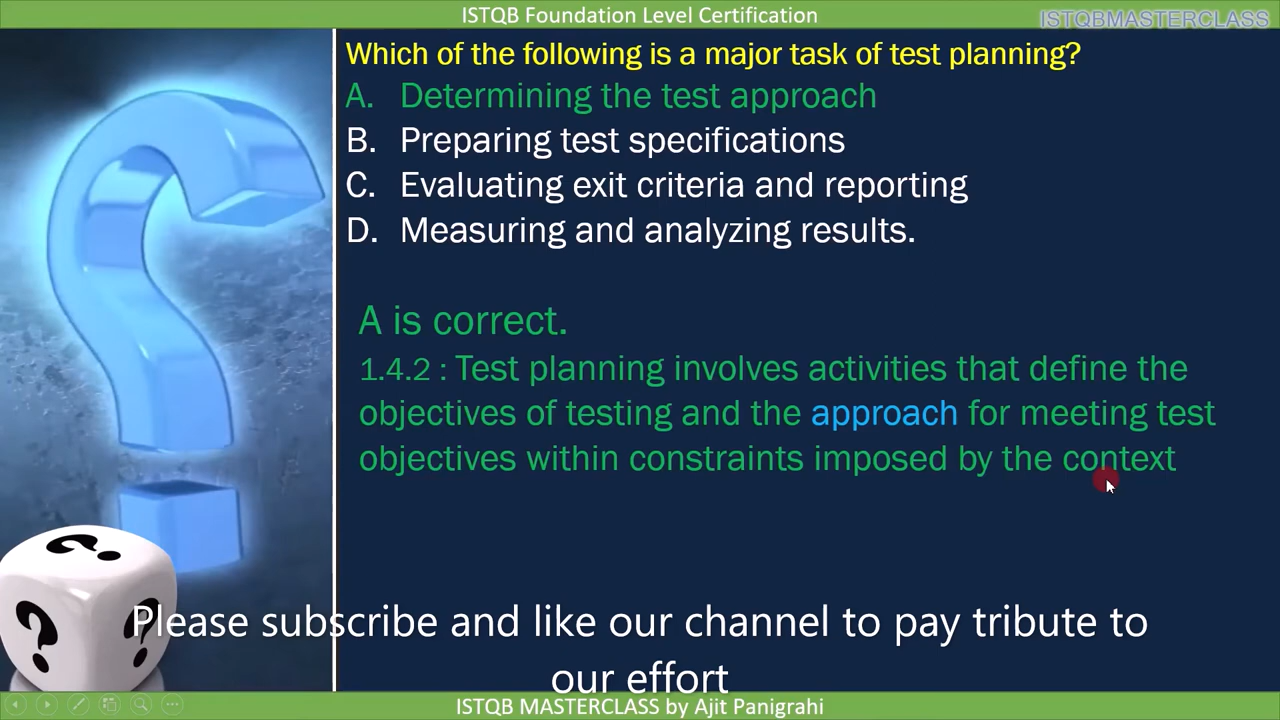 ISTQB Foundation Level Certification
ISTQBMASTERCLASS
Which of the following is a major task of test planning?
A. Determining the test approach
B. Preparing test specifications
C. Evaluating exit criteria and reporting
D. Measuring and analyzing results.
A is correct.
1.4.2 : Test planning involves activities that define the
objectives of testing and the approach for meeting test
objectives within constraints imposed by the context
? ? ?
Please subscribe and like our channel to pay tribute to
our effort
ISTQB MASTERCLASS by Ajit Panigrahi